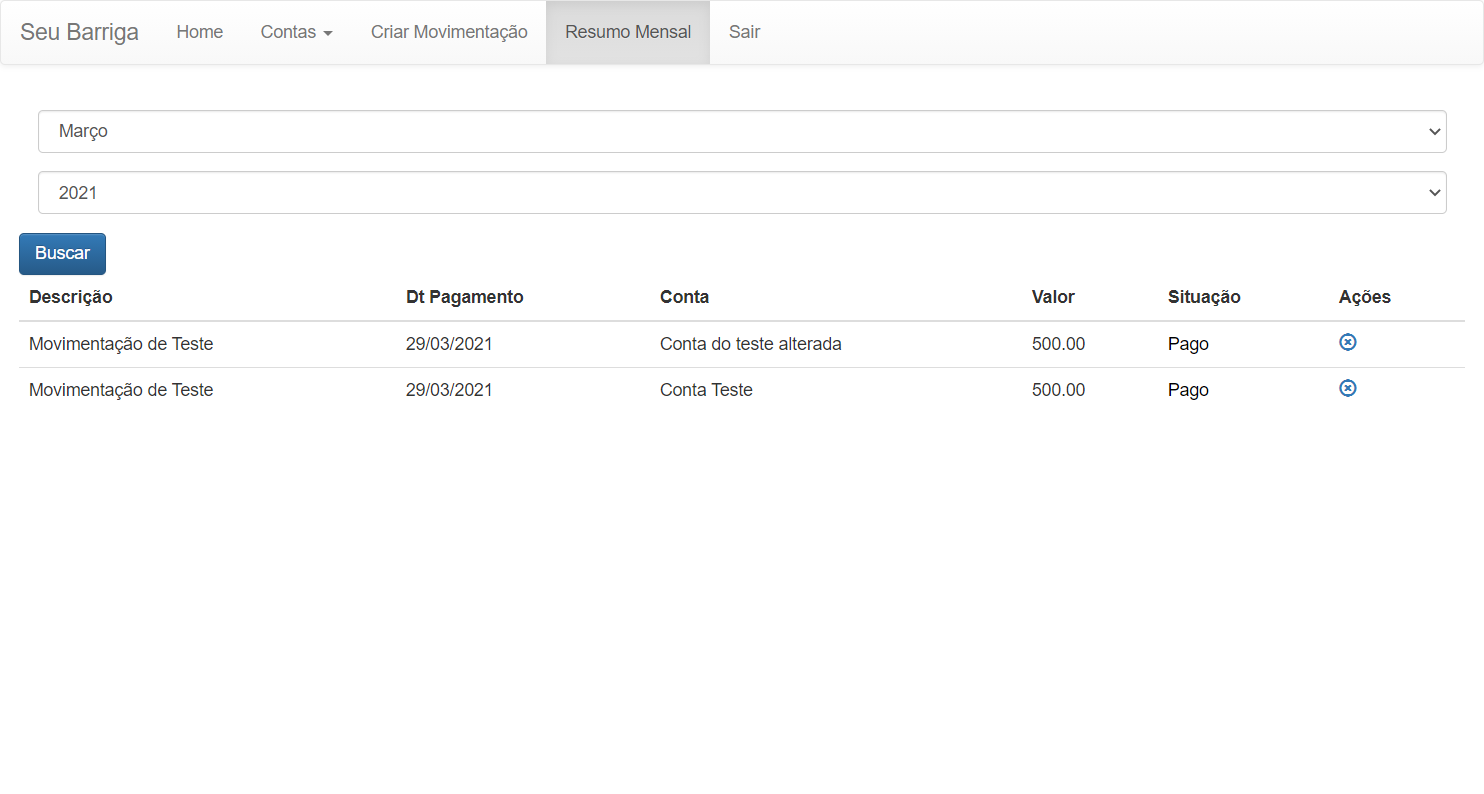 Seu Barriga Home Contas Criar Movimentação Resumo Mensal Sair
Março
2021
Buscar
Descrição Dt Pagamento Conta Valor Situação Ações
Movimentação de Teste 29/03/2021 Conta do teste alterada 500.00 Pago
Movimentação de Teste 29/03/2021 Conta Teste 500.00 Pago